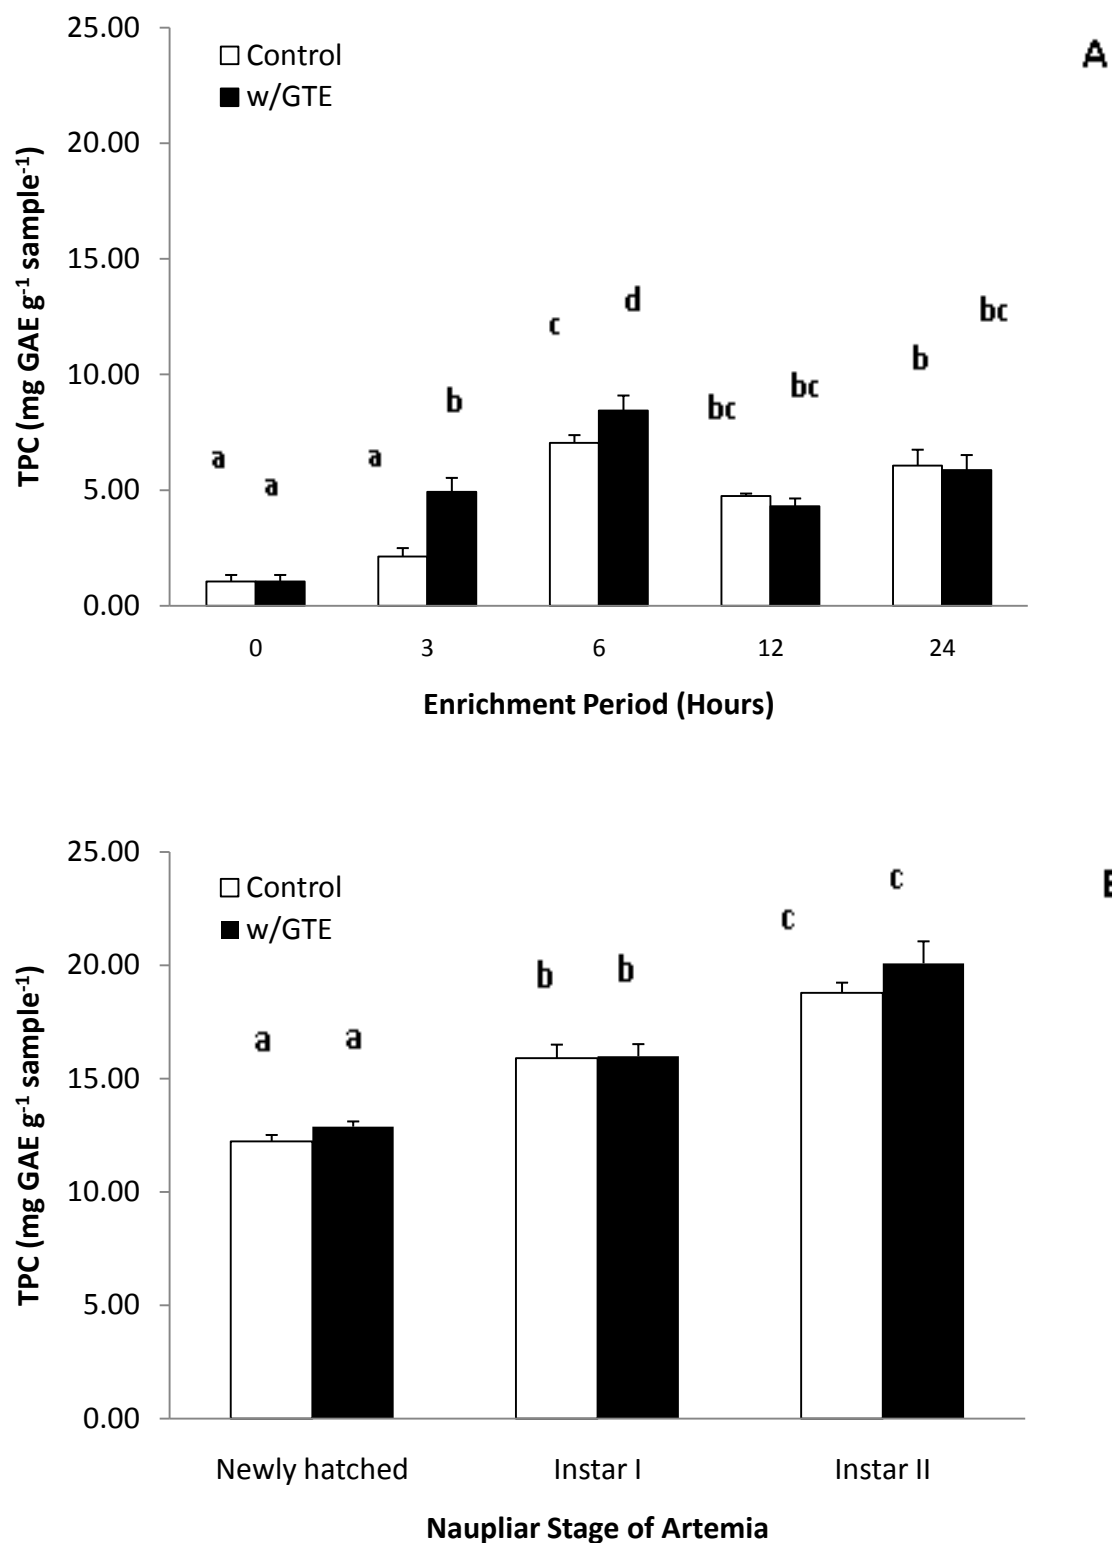 A
25.00
Control
w/GTE
20.00
15.00
10.00
5.00
0.00
TPC (mg GAE g⁻¹ sample⁻¹)
a a a b c d bc bc b bc
0 3 6 12 24
Enrichment Period (Hours)
B
25.00
Control
w/GTE
20.00
15.00
10.00
5.00
0.00
TPC (mg GAE g⁻¹ sample⁻¹)
a a b b c c
Newly hatched Instar I Instar II
Naupliar Stage of Artemia